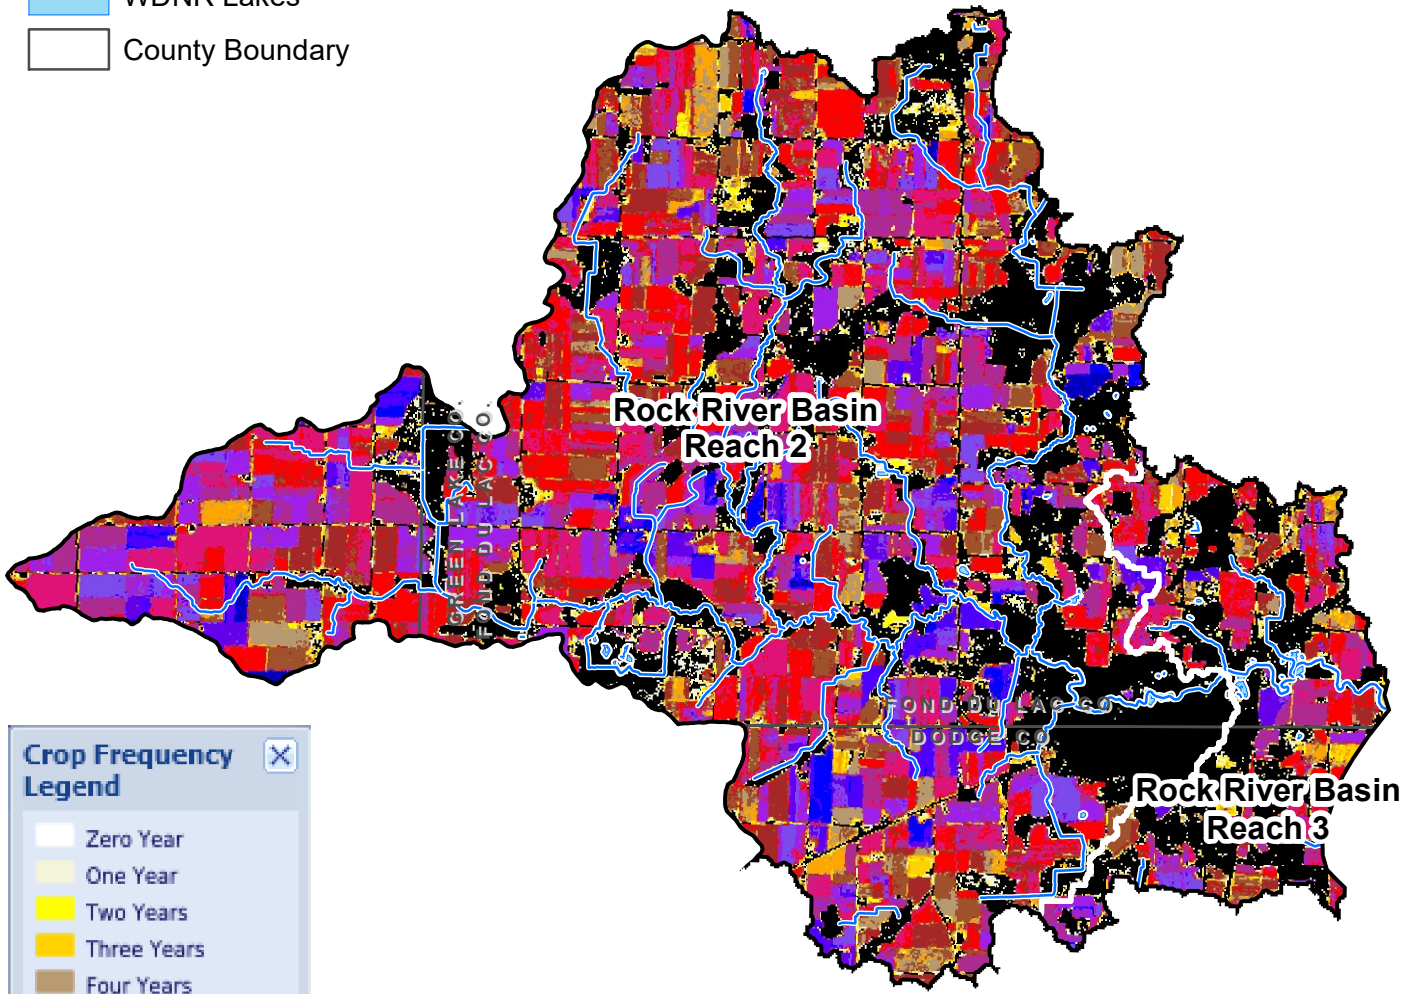 WDNR Lakes
County Boundary
Rock River Basin
Reach 2
GREEN LAKE CO.
FOND DU LAC CO.
FOND DU LAC CO
DODGE CO.
Rock River Basin
Reach 3
Crop Frequency
Legend
Zero Year
One Year
Two Years
Three Years
Four Years